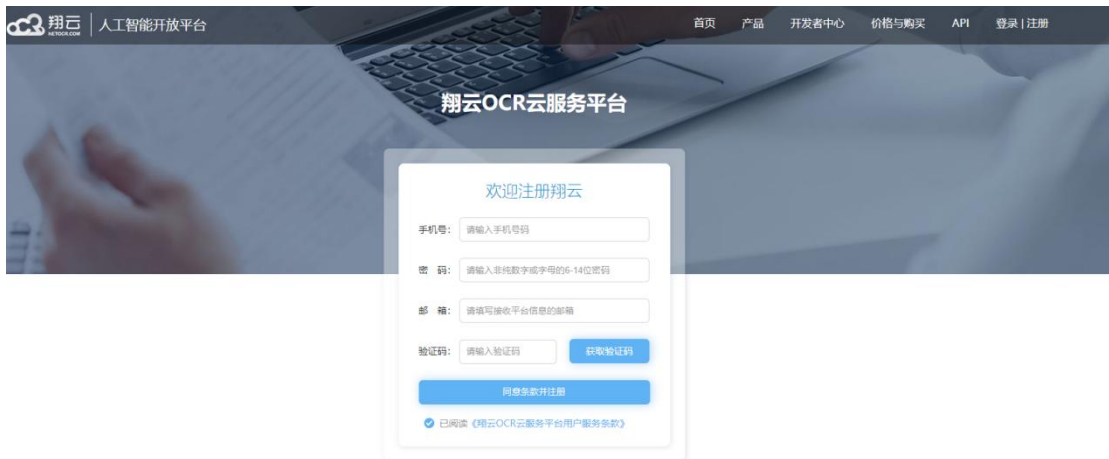 翔云 人工智能开放平台 首页 产品 开发者中心 价格与购买 API 登录 | 注册
NETOCR.COM
翔云OCR云服务平台
欢迎注册翔云
手机号： 请输入手机号码
密 码： 请输入非纯数字或字母的6-14位密码
邮 箱： 请填写接收平台信息的邮箱
验证码： 请输入验证码 获取验证码
同意条款并注册
已阅读《翔云OCR云服务平台用户服务条款》